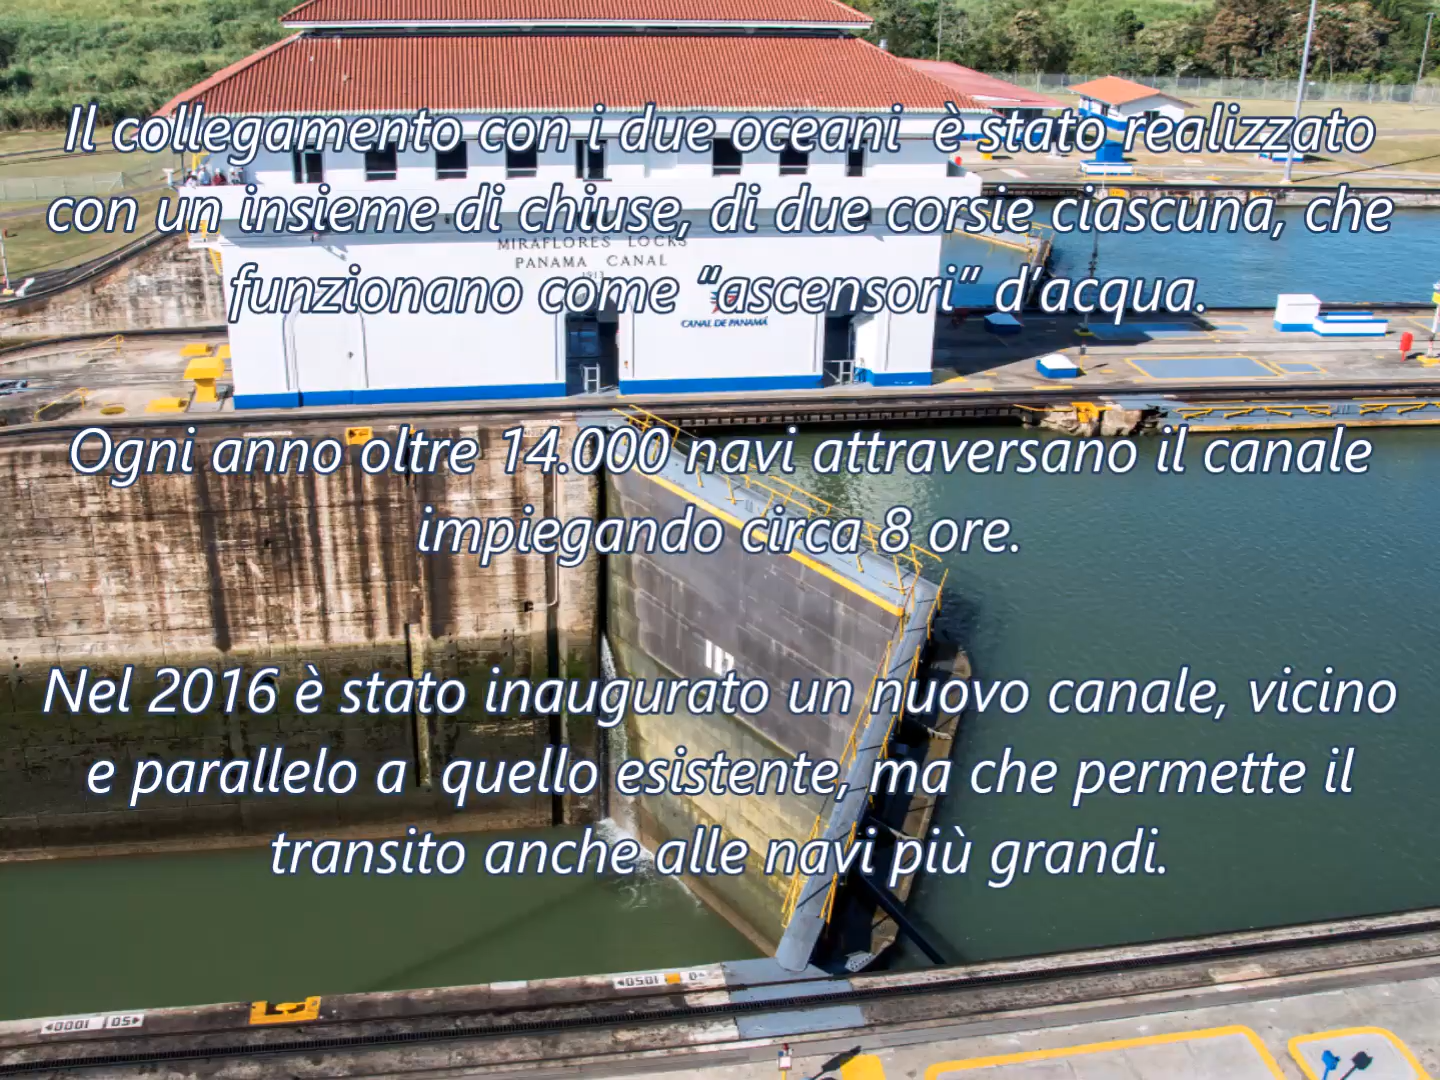 Il collegamento con i due oceani è stato realizzato
con un insieme di chiuse, di due corsie ciascuna, che
MIRAFLORES LOCKS
PANAMA CANAL
1913
funzionano come “ascensori” d’acqua.
CANAL DE PANAMÁ
Ogni anno oltre 14.000 navi attraversano il canale
impiegando circa 8 ore.
Nel 2016 è stato inaugurato un nuovo canale, vicino
e parallelo a quello esistente, ma che permette il
transito anche alle navi più grandi.